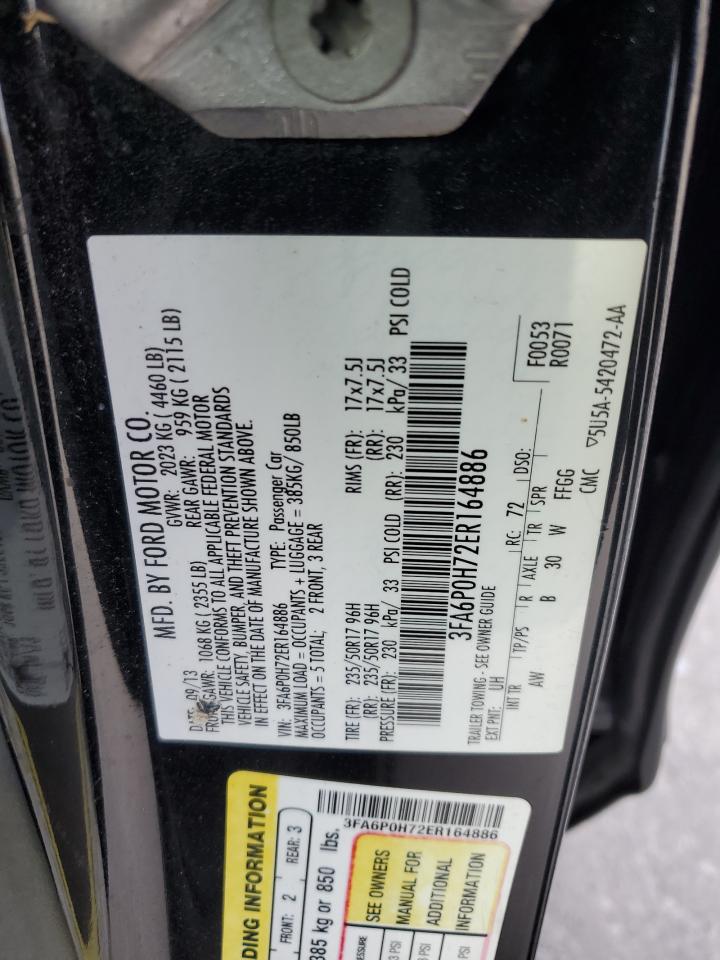 MFD. BY FORD MOTOR CO.
DATE: 09/13 GVWR: 2023 KG ( 4460 LB)
FRONT GAWR: 1068 KG ( 2355 LB) REAR GAWR: 959 KG ( 2115 LB)
THIS VEHICLE CONFORMS TO ALL APPLICABLE FEDERAL MOTOR
VEHICLE SAFETY, BUMPER, AND THEFT PREVENTION STANDARDS
IN EFFECT ON THE DATE OF MANUFACTURE SHOWN ABOVE.
VIN: 3FA6P0H72ER164886 TYPE: Passenger Car
MAXIMUM LOAD = OCCUPANTS + LUGGAGE = 385KG/ 850LB
OCCUPANTS = 5 TOTAL; 2 FRONT, 3 REAR
TIRE (FR): 235/50R17 96H RIMS (FR): 17x7.5J
(RR): 235/50R17 96H (RR): 17x7.5J
PRESSURE (FR): 230 kPa/ 33 PSI COLD (RR): 230 kPa/ 33 PSI COLD
3FA6P0H72ER164886
TRAILER TOWING - SEE OWNER GUIDE
EXT PNT: UH RC: 72 DSO: F0053
R0071
INT TR TP/PS R AXLE TR SPR
AW B 30 W FFGG
CMC ▽5U5A-5420472-AA
DING INFORMATION
FRONT: 2 REAR: 3
385 kg or 850 lbs.
3FA6P0H72ER164886
SEE OWNERS
MANUAL FOR
ADDITIONAL
INFORMATION
PSI
PSI
PSI